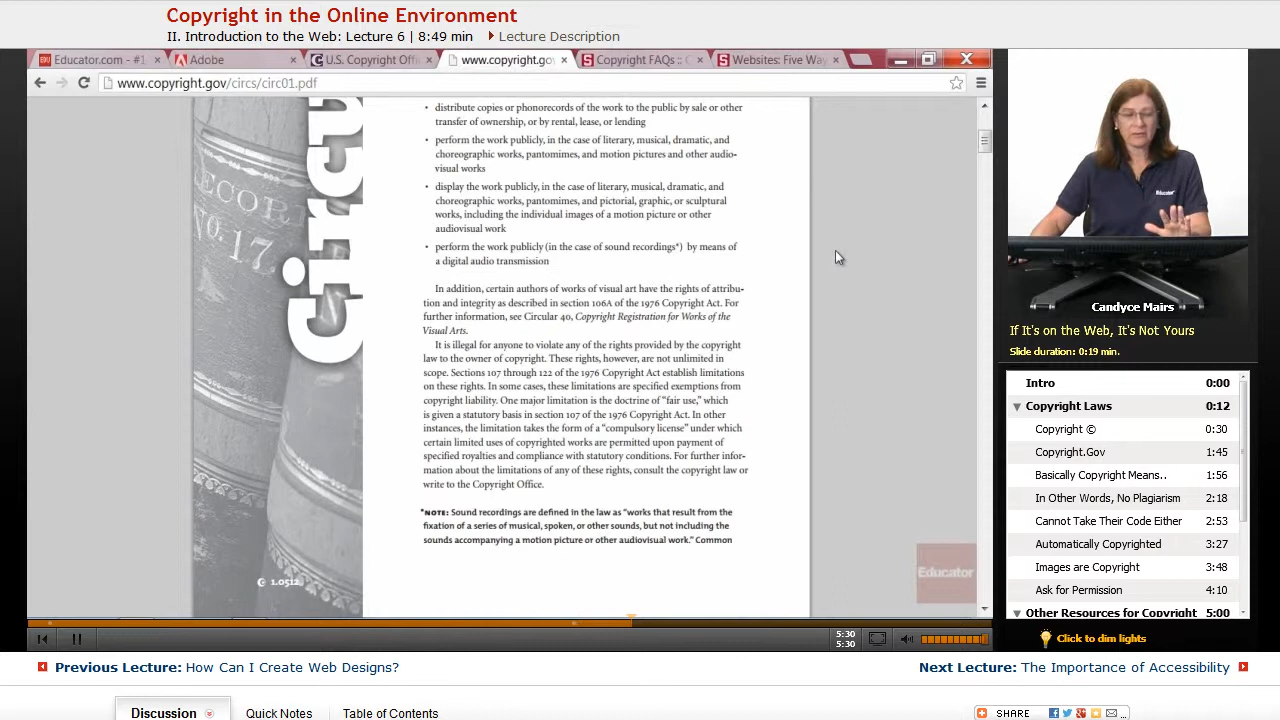 Copyright in the Online Environment
II. Introduction to the Web: Lecture 6 | 8:49 min Lecture Description
Educator.com - #1
Adobe
U.S. Copyright Offi
www.copyright.go
Copyright FAQs :: C
Websites: Five Way
www.copyright.gov/circs/circ01.pdf
RECOR
No. 17
Circu
• distribute copies or phonorecords of the work to the public by sale or other
transfer of ownership, or by rental, lease, or lending
• perform the work publicly, in the case of literary, musical, dramatic, and
choreographic works, pantomimes, and motion pictures and other audio-
visual works
• display the work publicly, in the case of literary, musical, dramatic, and
choreographic works, pantomimes, and pictorial, graphic, or sculptural
works, including the individual images of a motion picture or other
audiovisual work
• perform the work publicly (in the case of sound recordings*) by means of
a digital audio transmission
In addition, certain authors of works of visual art have the rights of attribu-
tion and integrity as described in section 106A of the 1976 Copyright Act. For
further information, see Circular 40, Copyright Registration for Works of the
Visual Arts.
It is illegal for anyone to violate any of the rights provided by the copyright
law to the owner of copyright. These rights, however, are not unlimited in
scope. Sections 107 through 122 of the 1976 Copyright Act establish limitations
on these rights. In some cases, these limitations are specified exemptions from
copyright liability. One major limitation is the doctrine of “fair use,” which
is given a statutory basis in section 107 of the 1976 Copyright Act. In other
instances, the limitation takes the form of a “compulsory license” under which
certain limited uses of copyrighted works are permitted upon payment of
specified royalties and compliance with statutory conditions. For further infor-
mation about the limitations of any of these rights, consult the copyright law or
write to the Copyright Office.
*NOTE: Sound recordings are defined in the law as “works that result from the
fixation of a series of musical, spoken, or other sounds, but not including the
sounds accompanying a motion picture or other audiovisual work.” Common
1.0512
Educator
Educator
Candyce Mairs
If It's on the Web, It's Not Yours
Slide duration: 0:19 min.
Intro 0:00
Copyright Laws 0:12
Copyright © 0:30
Copyright.Gov 1:45
Basically Copyright Means.. 1:56
In Other Words, No Plagiarism 2:18
Cannot Take Their Code Either 2:53
Automatically Copyrighted 3:27
Images are Copyright 3:48
Ask for Permission 4:10
Other Resources for Copyright 5:00
Click to dim lights
5:30
5:30
Previous Lecture: How Can I Create Web Designs?
Next Lecture: The Importance of Accessibility
Discussion
Quick Notes
Table of Contents
SHARE